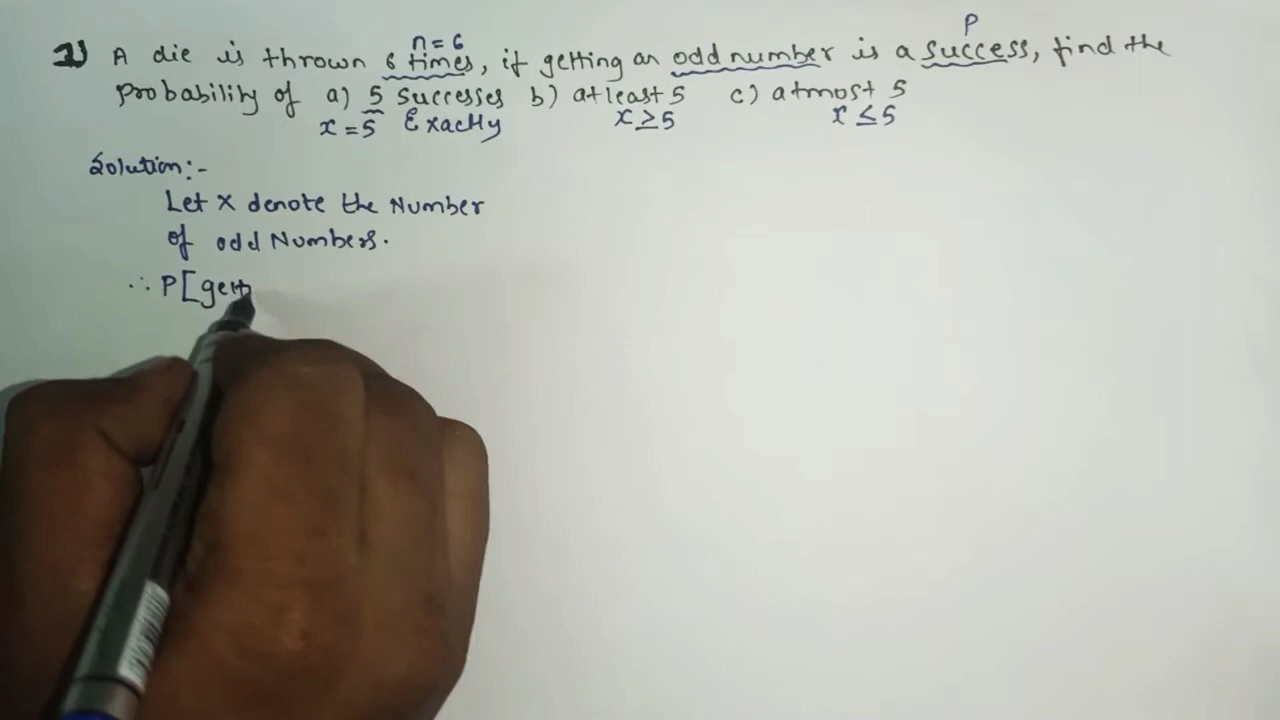 P
n = 6
1) A die is thrown 6 times, if getting an odd number is a success, find the
probability of a) 5 successes b) atleast 5 c) atmost 5
x = 5 Exactly x ≥ 5 x ≤ 5
Solution:-
Let X denote the Number
of odd Numbers.
∴ P[gett